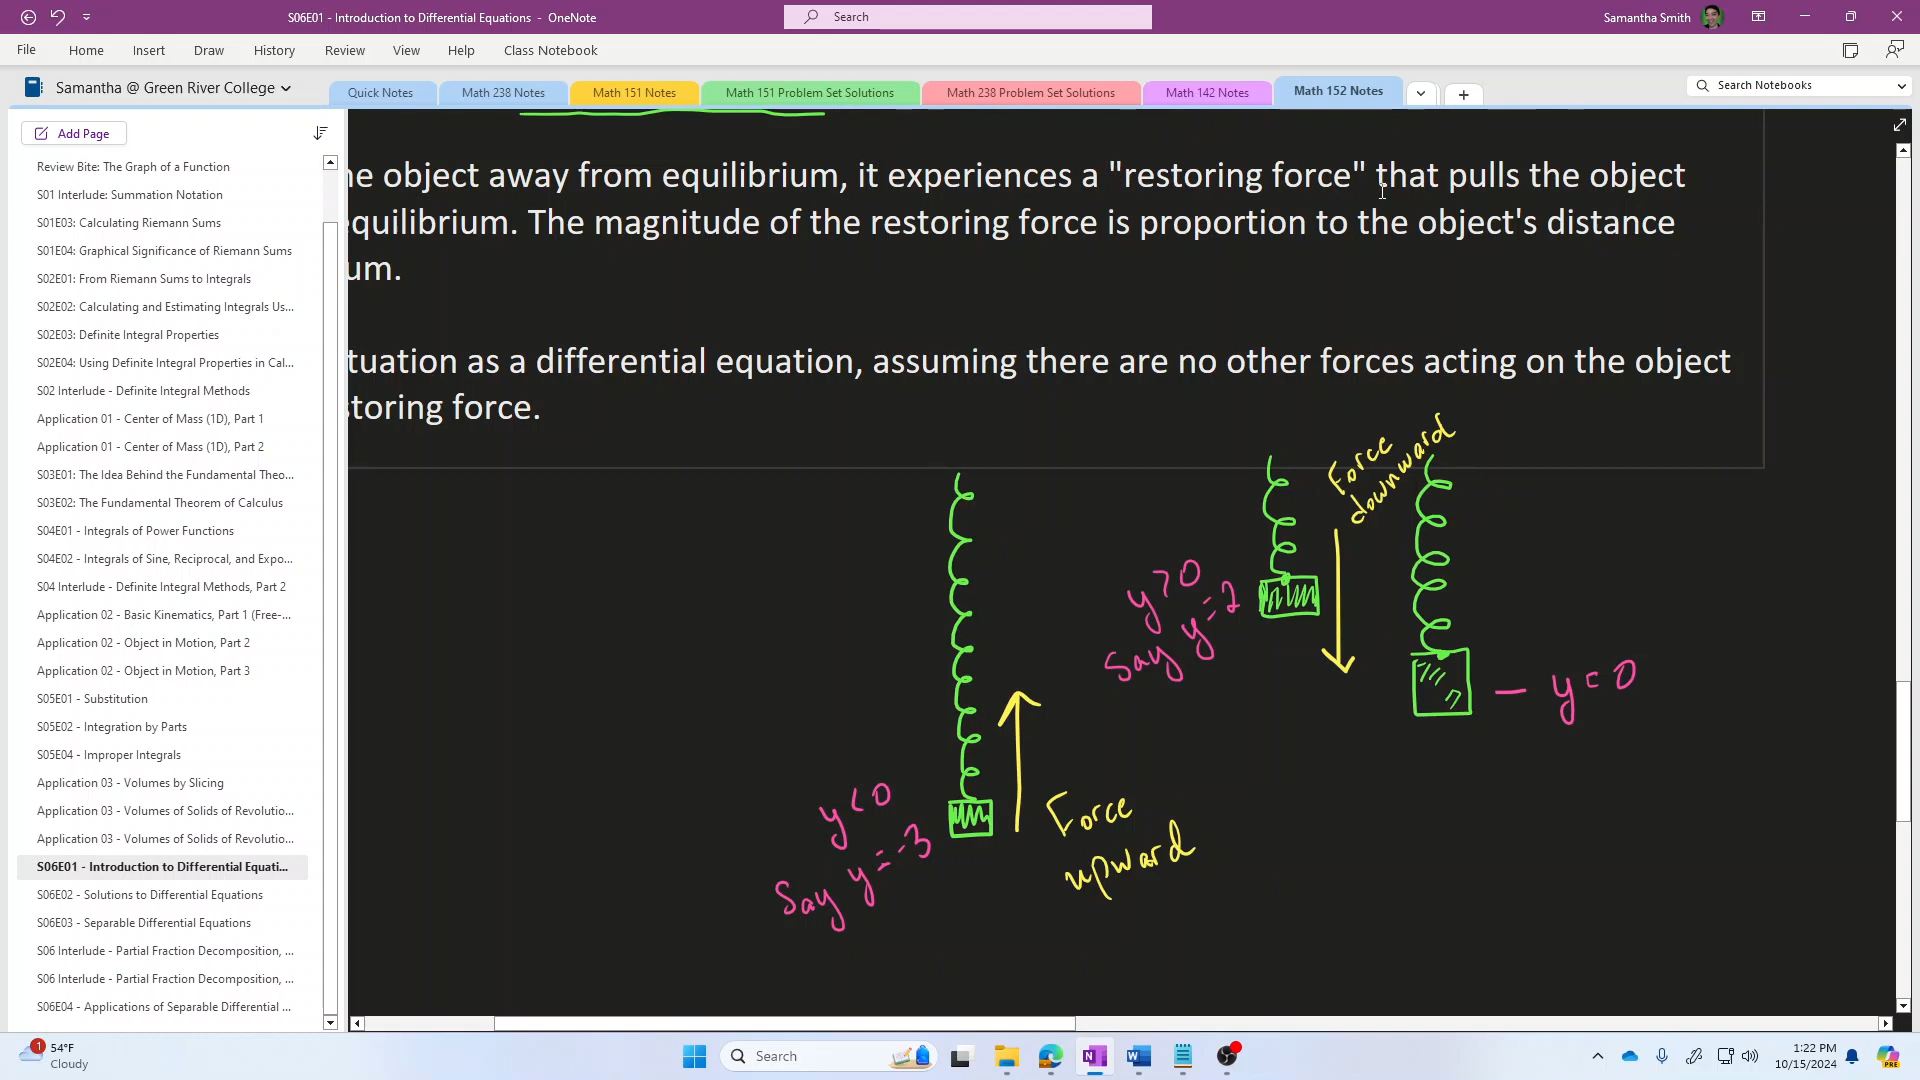 S06E01 - Introduction to Differential Equations - OneNote
Search
Samantha Smith
File Home Insert Draw History Review View Help Class Notebook
Samantha @ Green River College
Quick Notes
Math 238 Notes
Math 151 Notes
Math 151 Problem Set Solutions
Math 238 Problem Set Solutions
Math 142 Notes
Math 152 Notes
Search Notebooks
Add Page
Review Bite: The Graph of a Function
S01 Interlude: Summation Notation
S01E03: Calculating Riemann Sums
S01E04: Graphical Significance of Riemann Sums
S02E01: From Riemann Sums to Integrals
S02E02: Calculating and Estimating Integrals Us...
S02E03: Definite Integral Properties
S02E04: Using Definite Integral Properties in Cal...
S02 Interlude - Definite Integral Methods
Application 01 - Center of Mass (1D), Part 1
Application 01 - Center of Mass (1D), Part 2
S03E01: The Idea Behind the Fundamental Theo...
S03E02: The Fundamental Theorem of Calculus
S04E01 - Integrals of Power Functions
S04E02 - Integrals of Sine, Reciprocal, and Expo...
S04 Interlude - Definite Integral Methods, Part 2
Application 02 - Basic Kinematics, Part 1 (Free-...
Application 02 - Object in Motion, Part 2
Application 02 - Object in Motion, Part 3
S05E01 - Substitution
S05E02 - Integration by Parts
S05E04 - Improper Integrals
Application 03 - Volumes by Slicing
Application 03 - Volumes of Solids of Revolutio...
Application 03 - Volumes of Solids of Revolutio...
S06E01 - Introduction to Differential Equati...
S06E02 - Solutions to Differential Equations
S06E03 - Separable Differential Equations
S06 Interlude - Partial Fraction Decomposition, ...
S06 Interlude - Partial Fraction Decomposition, ...
S06E04 - Applications of Separable Differential ...
he object away from equilibrium, it experiences a "restoring force" that pulls the object
equilibrium. The magnitude of the restoring force is proportion to the object's distance
um.
tuation as a differential equation, assuming there are no other forces acting on the object
storing force.
Force
downward
y > 0
Say y = 2
y = 0
y < 0
Say y = -3
Force
upward
1
54°F
Cloudy
Search
1:22 PM
10/15/2024
PRE